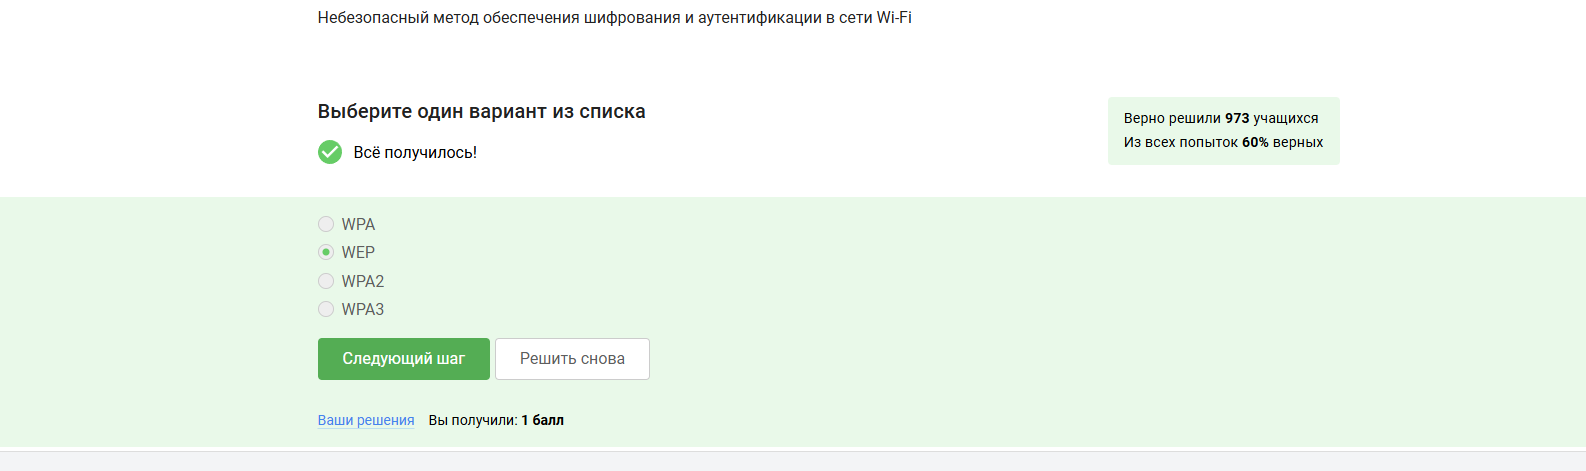 Небезопасный метод обеспечения шифрования и аутентификации в сети Wi-Fi
Выберите один вариант из списка
Всё получилось!
Верно решили 973 учащихся
Из всех попыток 60% верных
WPA
WEP
WPA2
WPA3
Следующий шаг
Решить снова
Ваши решения Вы получили: 1 балл